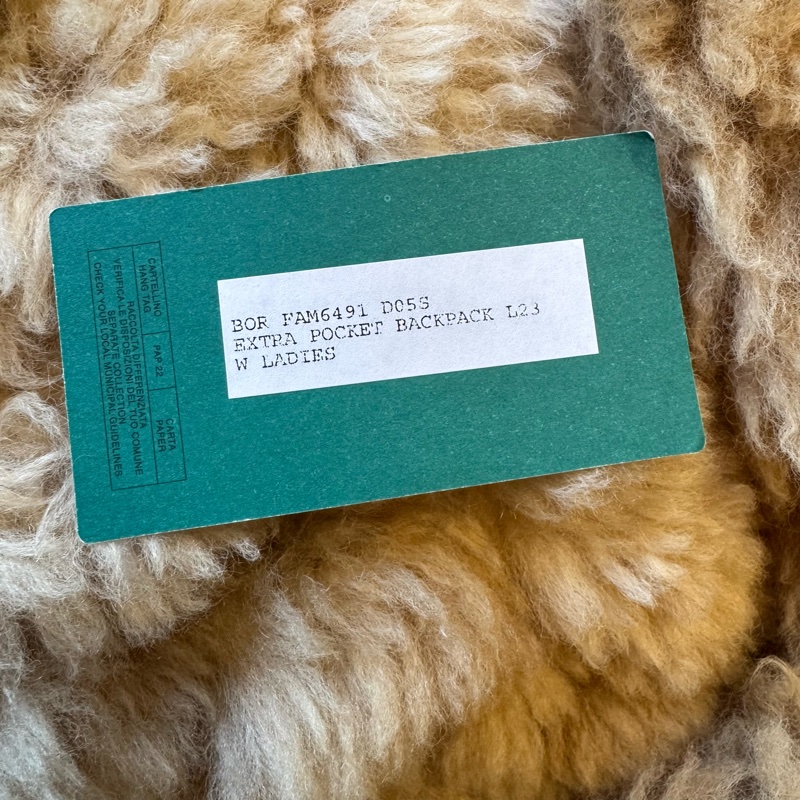 BOR FAM6491 D05S
EXTRA POCKET BACKPACK L23
W LADIES
CARTELLINO
HANG TAG
PAP 22
CARTA
PAPER
RACCOLTA DIFFERENZIATA
VERIFICA LE DISPOSIZIONI DEL TUO COMUNE
SEPARATE COLLECTION
CHECK YOUR LOCAL MUNICIPAL GUIDELINES